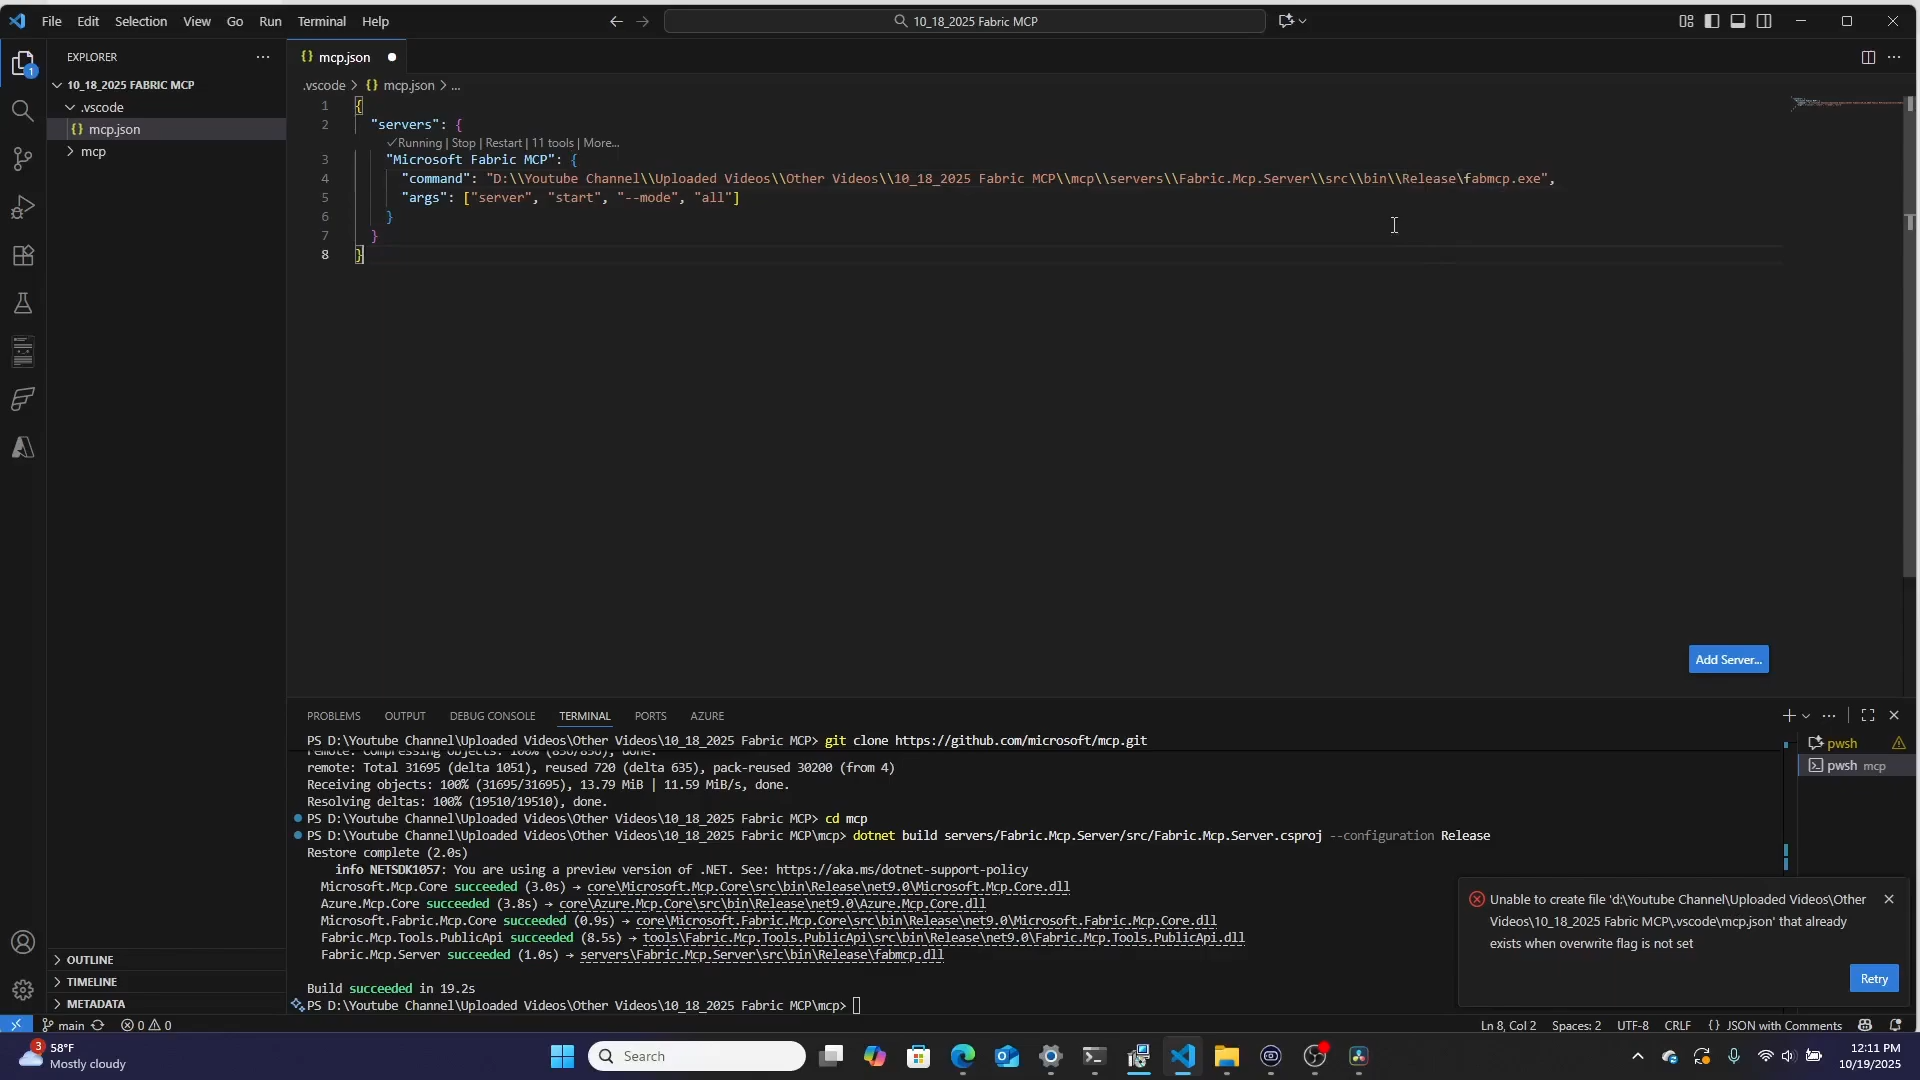 File Edit Selection View Go Run Terminal Help
10_18_2025 Fabric MCP
EXPLORER
10_18_2025 FABRIC MCP
.vscode
{} mcp.json
mcp
OUTLINE
TIMELINE
METADATA
1
{} mcp.json
.vscode > {} mcp.json > ...
1 {
2 "servers": {
✓Running | Stop | Restart | 11 tools | More...
3 "Microsoft Fabric MCP": {
4 "command": "D:\\Youtube Channel\\Uploaded Videos\\Other Videos\\10_18_2025 Fabric MCP\\mcp\\servers\\Fabric.Mcp.Server\\src\\bin\\Release\fabmcp.exe",
5 "args": ["server", "start", "--mode", "all"]
6 }
7 }
8 }
Add Server...
PROBLEMS OUTPUT DEBUG CONSOLE TERMINAL PORTS AZURE
PS D:\Youtube Channel\Uploaded Videos\Other Videos\10_18_2025 Fabric MCP> git clone https://github.com/microsoft/mcp.git
remote: Compressing objects: 100% (856/856), done.
remote: Total 31695 (delta 1051), reused 720 (delta 635), pack-reused 30200 (from 4)
Receiving objects: 100% (31695/31695), 13.79 MiB | 11.59 MiB/s, done.
Resolving deltas: 100% (19510/19510), done.
PS D:\Youtube Channel\Uploaded Videos\Other Videos\10_18_2025 Fabric MCP> cd mcp
PS D:\Youtube Channel\Uploaded Videos\Other Videos\10_18_2025 Fabric MCP\mcp> dotnet build servers/Fabric.Mcp.Server/src/Fabric.Mcp.Server.csproj --configuration Release
Restore complete (2.0s)
info NETSDK1057: You are using a preview version of .NET. See: https://aka.ms/dotnet-support-policy
Microsoft.Mcp.Core succeeded (3.0s) → core\Microsoft.Mcp.Core\src\bin\Release\net9.0\Microsoft.Mcp.Core.dll
Azure.Mcp.Core succeeded (3.8s) → core\Azure.Mcp.Core\src\bin\Release\net9.0\Azure.Mcp.Core.dll
Microsoft.Fabric.Mcp.Core succeeded (0.9s) → core\Microsoft.Fabric.Mcp.Core\src\bin\Release\net9.0\Microsoft.Fabric.Mcp.Core.dll
Fabric.Mcp.Tools.PublicApi succeeded (8.5s) → tools\Fabric.Mcp.Tools.PublicApi\src\bin\Release\net9.0\Fabric.Mcp.Tools.PublicApi.dll
Fabric.Mcp.Server succeeded (1.0s) → servers\Fabric.Mcp.Server\src\bin\Release\fabmcp.dll
Build succeeded in 19.2s
PS D:\Youtube Channel\Uploaded Videos\Other Videos\10_18_2025 Fabric MCP\mcp>
pwsh
pwsh mcp
Unable to create file 'd:\Youtube Channel\Uploaded Videos\Other
Videos\10_18_2025 Fabric MCP\.vscode\mcp.json' that already
exists when overwrite flag is not set
Retry
main
0 0
Ln 8, Col 2 Spaces: 2 UTF-8 CRLF {} JSON with Comments
3
58°F
Mostly cloudy
Search
12:11 PM
10/19/2025